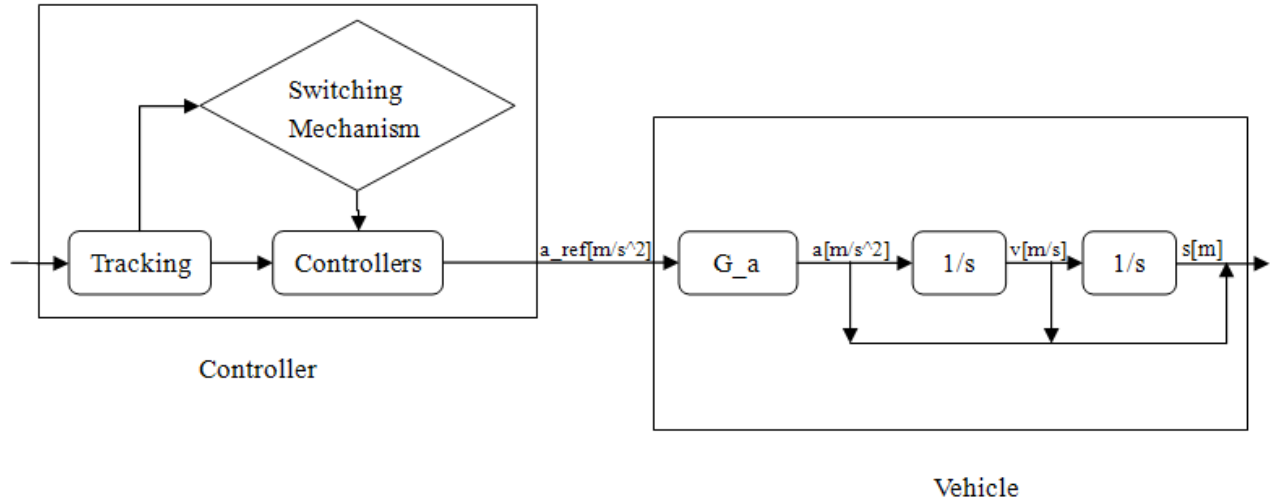 Switching
Mechanism
Tracking
Controllers
a_ref[m/s^2]
G_a
a[m/s^2]
1/s
v[m/s]
1/s
s[m]
Controller
Vehicle